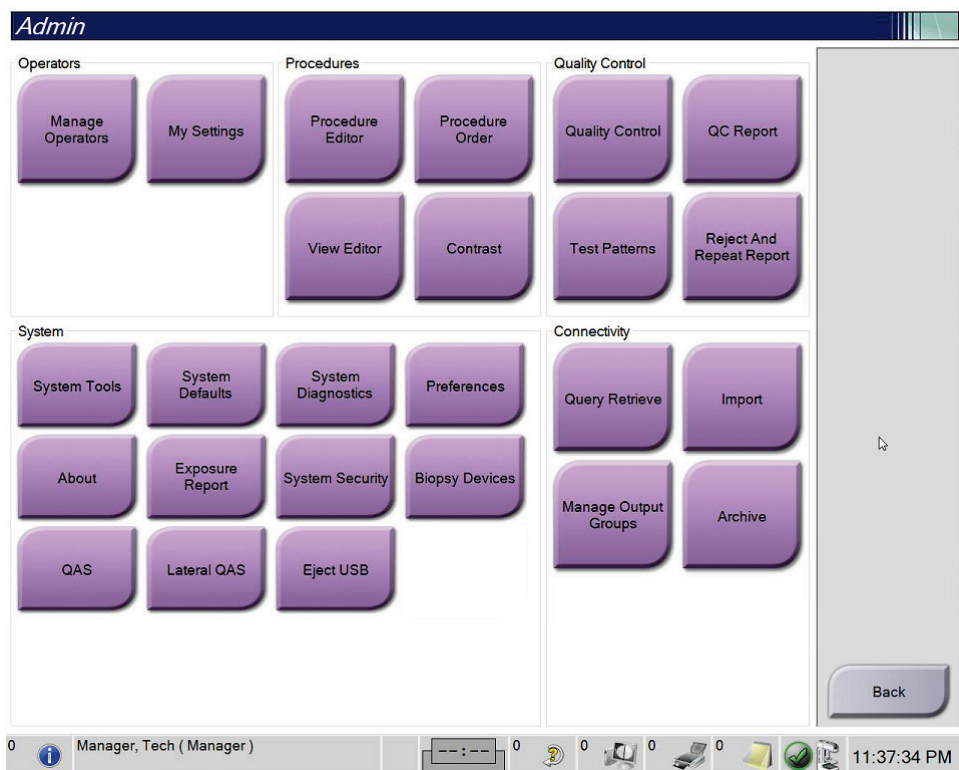 Admin
Operators
Manage
Operators
My Settings
Procedures
Procedure
Editor
Procedure
Order
View Editor
Contrast
Quality Control
Quality Control
QC Report
Test Patterns
Reject And
Repeat Report
System
System Tools
System
Defaults
System
Diagnostics
Preferences
About
Exposure
Report
System Security
Biopsy Devices
QAS
Lateral QAS
Eject USB
Connectivity
Query Retrieve
Import
Manage Output
Groups
Archive
Back
0
Manager, Tech ( Manager )
--:--
0
0
0
0
11:37:34 PM